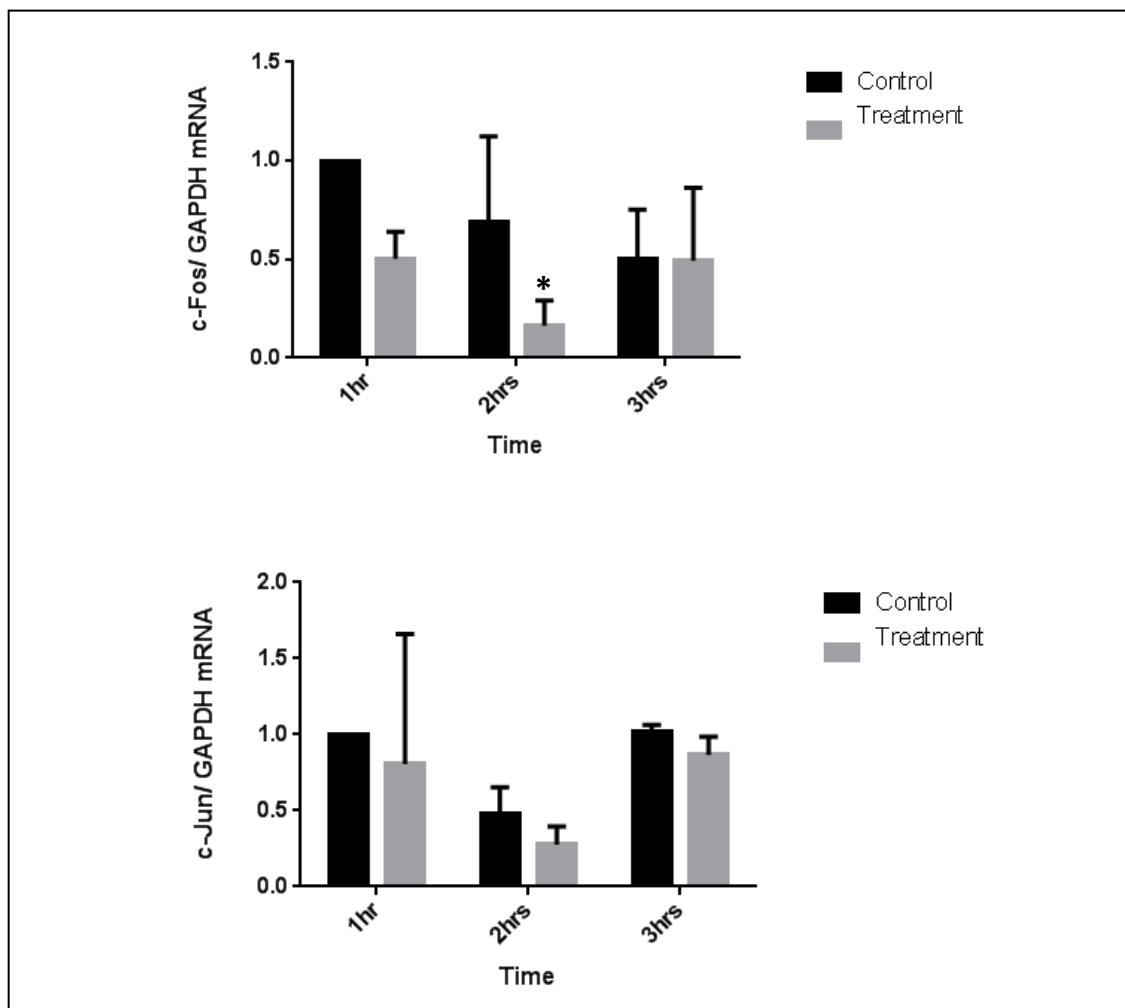 c-Fos/ GAPDH mRNA
1.5
1.0
0.5
0.0
*
1hr
2hrs
3hrs
Time
Control
Treatment
c-Jun/ GAPDH mRNA
2.0
1.5
1.0
0.5
0.0
1hr
2hrs
3hrs
Time
Control
Treatment